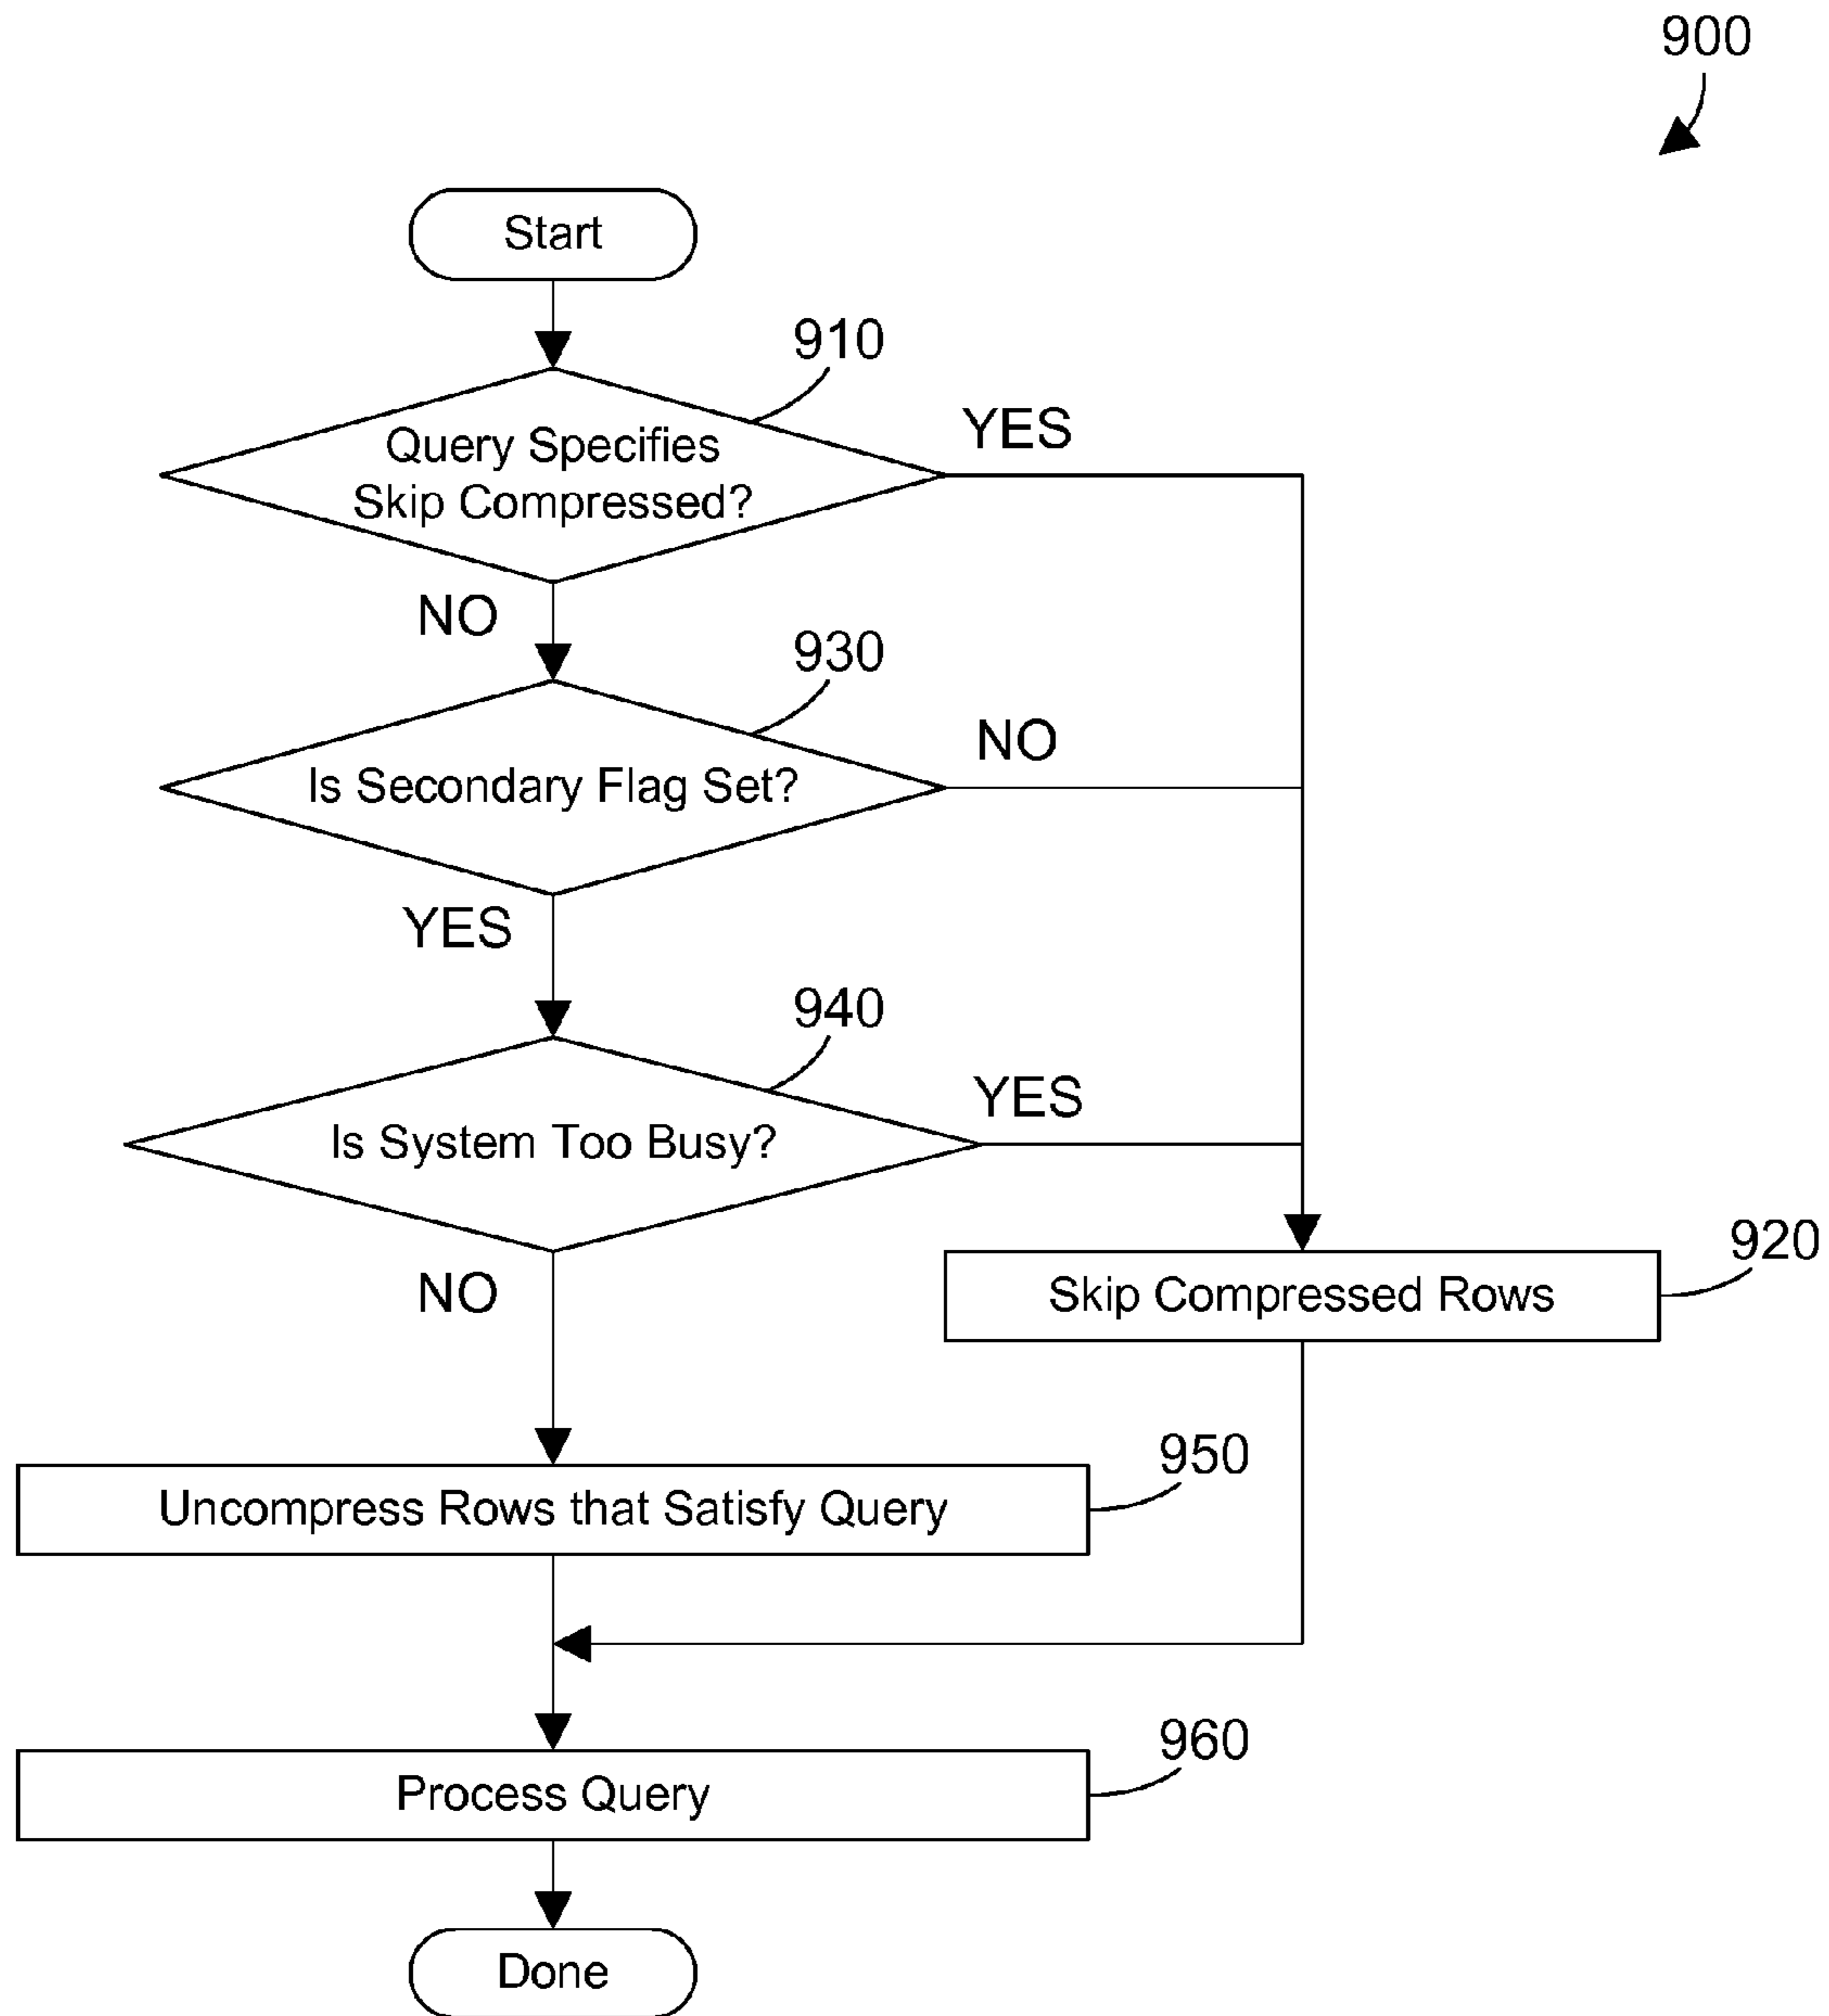 900
Start
910
Query Specifies
Skip Compressed?
YES
NO
930
Is Secondary Flag Set?
NO
YES
940
Is System Too Busy?
YES
NO
920
Skip Compressed Rows
950
Uncompress Rows that Satisfy Query
960
Process Query
Done